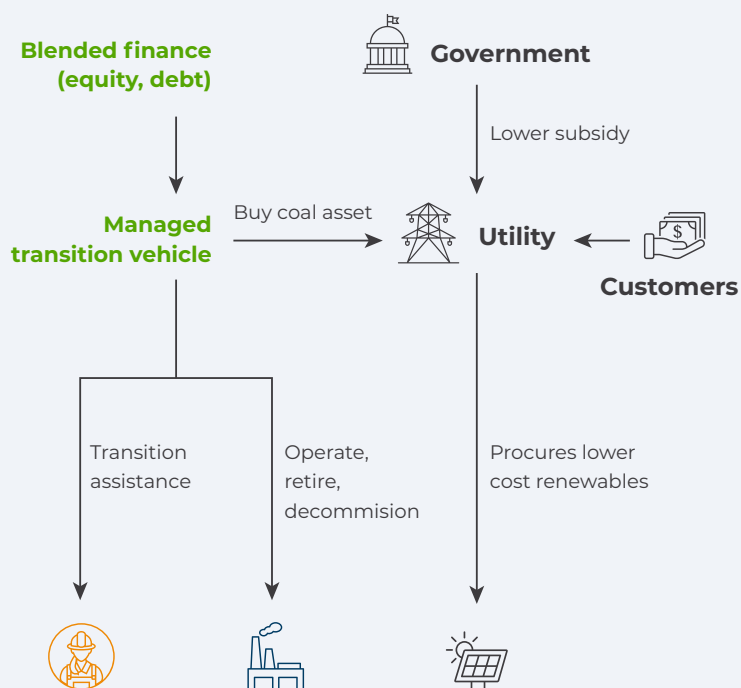 Blended finance
(equity, debt)
Government
Lower subsidy
Managed
transition vehicle
Buy coal asset
Utility
$
Customers
Transition
assistance
Operate,
retire,
decommision
Procures lower
cost renewables